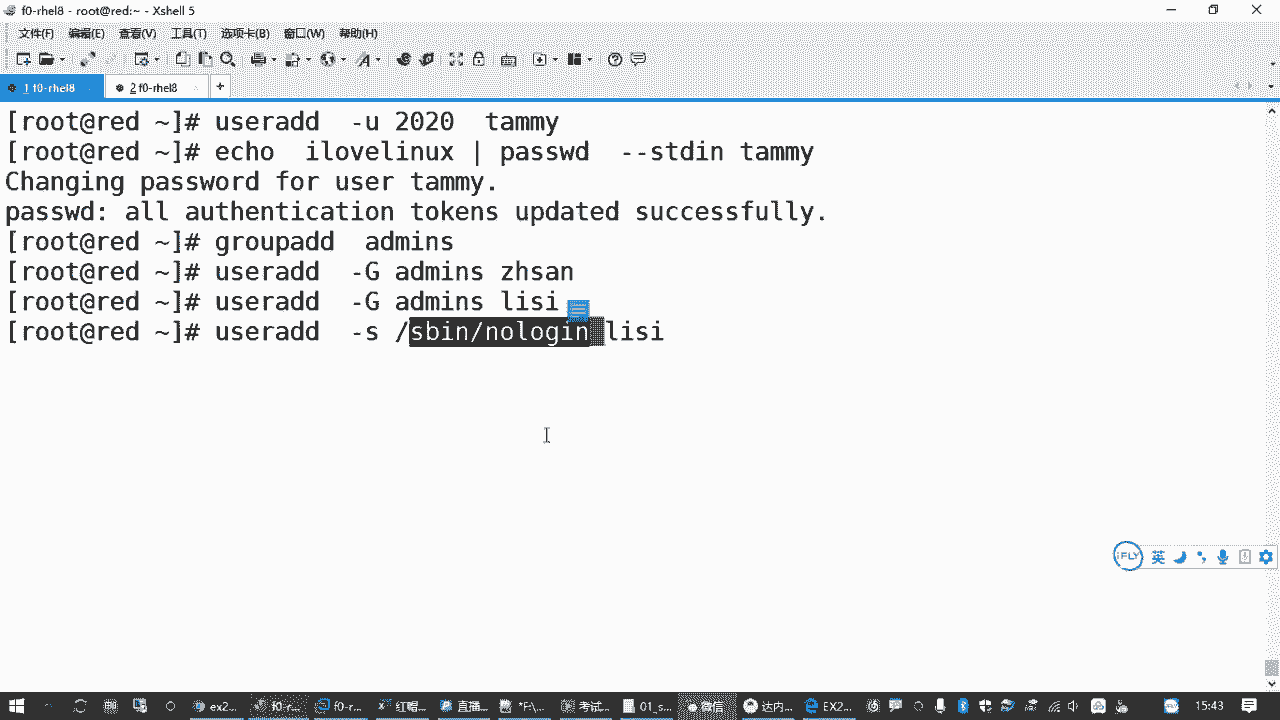 f0-rhel8 - root@red:~ - Xshell 5
文件(F) 编辑(E) 查看(V) 工具(T) 选项卡(B) 窗口(W) 帮助(H)
1 f0-rhel8 2 f0-rhel8 +
[root@red ~]# useradd -u 2020 tammy
[root@red ~]# echo ilovelinux | passwd --stdin tammy
Changing password for user tammy.
passwd: all authentication tokens updated successfully.
[root@red ~]# groupadd admins
[root@red ~]# useradd -G admins zhsan
[root@red ~]# useradd -G admins lisi
[root@red ~]# useradd -s /sbin/nologin lisi
iFLY 英
ex2... f0-r... f0-r... 红帽... 直播... *F\... 考试... 01_s... 微信 达内... EX2... 15:43